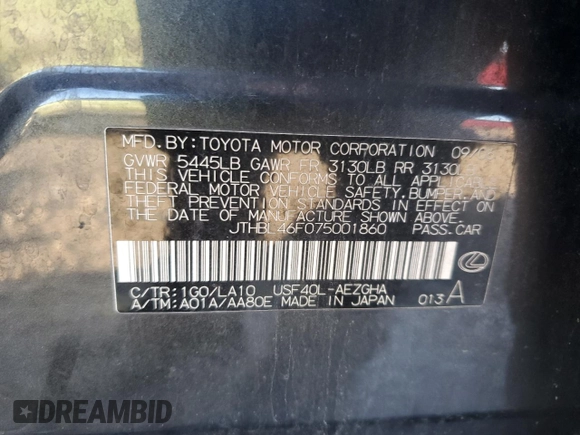 MFD. BY: TOYOTA MOTOR CORPORATION 09/
GVWR 5445LB GAWR FR 3130LB RR 3130
THIS VEHICLE CONFORMS TO ALL
FEDERAL MOTOR VEHICLE SAFETY, BUMPER AND
THEFT PREVENTION STANDARDS IN EFFECT ON
THE DATE OF MANUFACTURE SHOWN ABOVE.
JTHBL46F075001860 PASS.CAR
C/TR:1G0/LA10 USF40L-AEZGHA
A/TM:A01A/AA80E MADE IN JAPAN 013A
DREAMBID